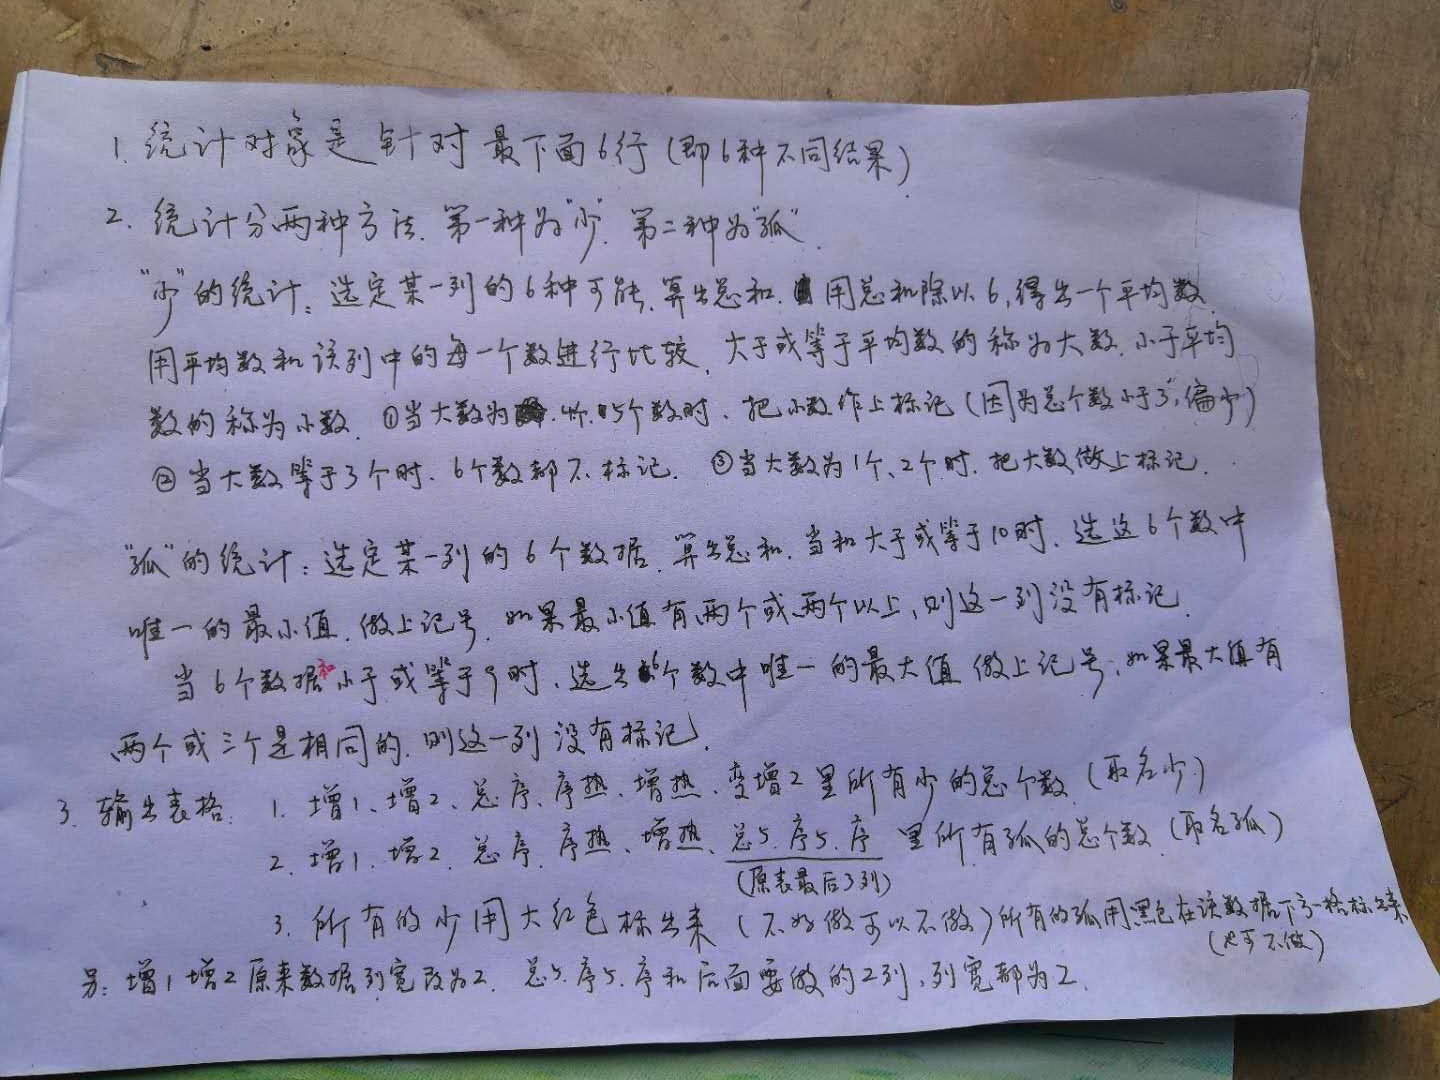 1. 统计对象是针对最下面6行(即6种不同结果)
2. 统计分两种方法. 第一种为"少". 第二种为"孤".
"少"的统计: 选定某一列的6种可能. 算出总和. 用总和除以6, 得出一个平均数.
用平均数和该列中的每一个数进行比较. 大于或等于平均数的称为大数. 小于平均
数的称为小数. ①当大数为 4个. 5个数时. 把小数作上标记 (因为总个数小于3, 偏少)
②当大数等于3个时. 6个数都不标记. ③当大数为1个、2个时. 把大数做上标记.
"孤"的统计: 选定某一列的6个数据. 算出总和. 当和大于或等于10时. 选这6个数中
唯一的最小值. 做上记号. 如果最小值有两个或两个以上, 则这一列没有标记.
当6个数据和小于或等于9时. 选出6个数中唯一的最大值 做上记号. 如果最大值有
两个或三个是相同的. 则这一列没有标记.
3. 输出表格. 1. 增1、增2、总序、序热、增热、变增2里所有少的总个数. (取名少.)
2. 增1. 增2. 总序. 序热、增热、总5. 序5. 序 里所有孤的总个数. (取名孤)
(原表最后3列)
3. 所有的少用大红色标出来 (不好做可以不做) 所有的孤用黑色在该数据下方一格标出来
(也可不做)
另: 增1增2原来数据列宽改为2. 总5. 序5. 序和后面要做的2列. 列宽都为2.